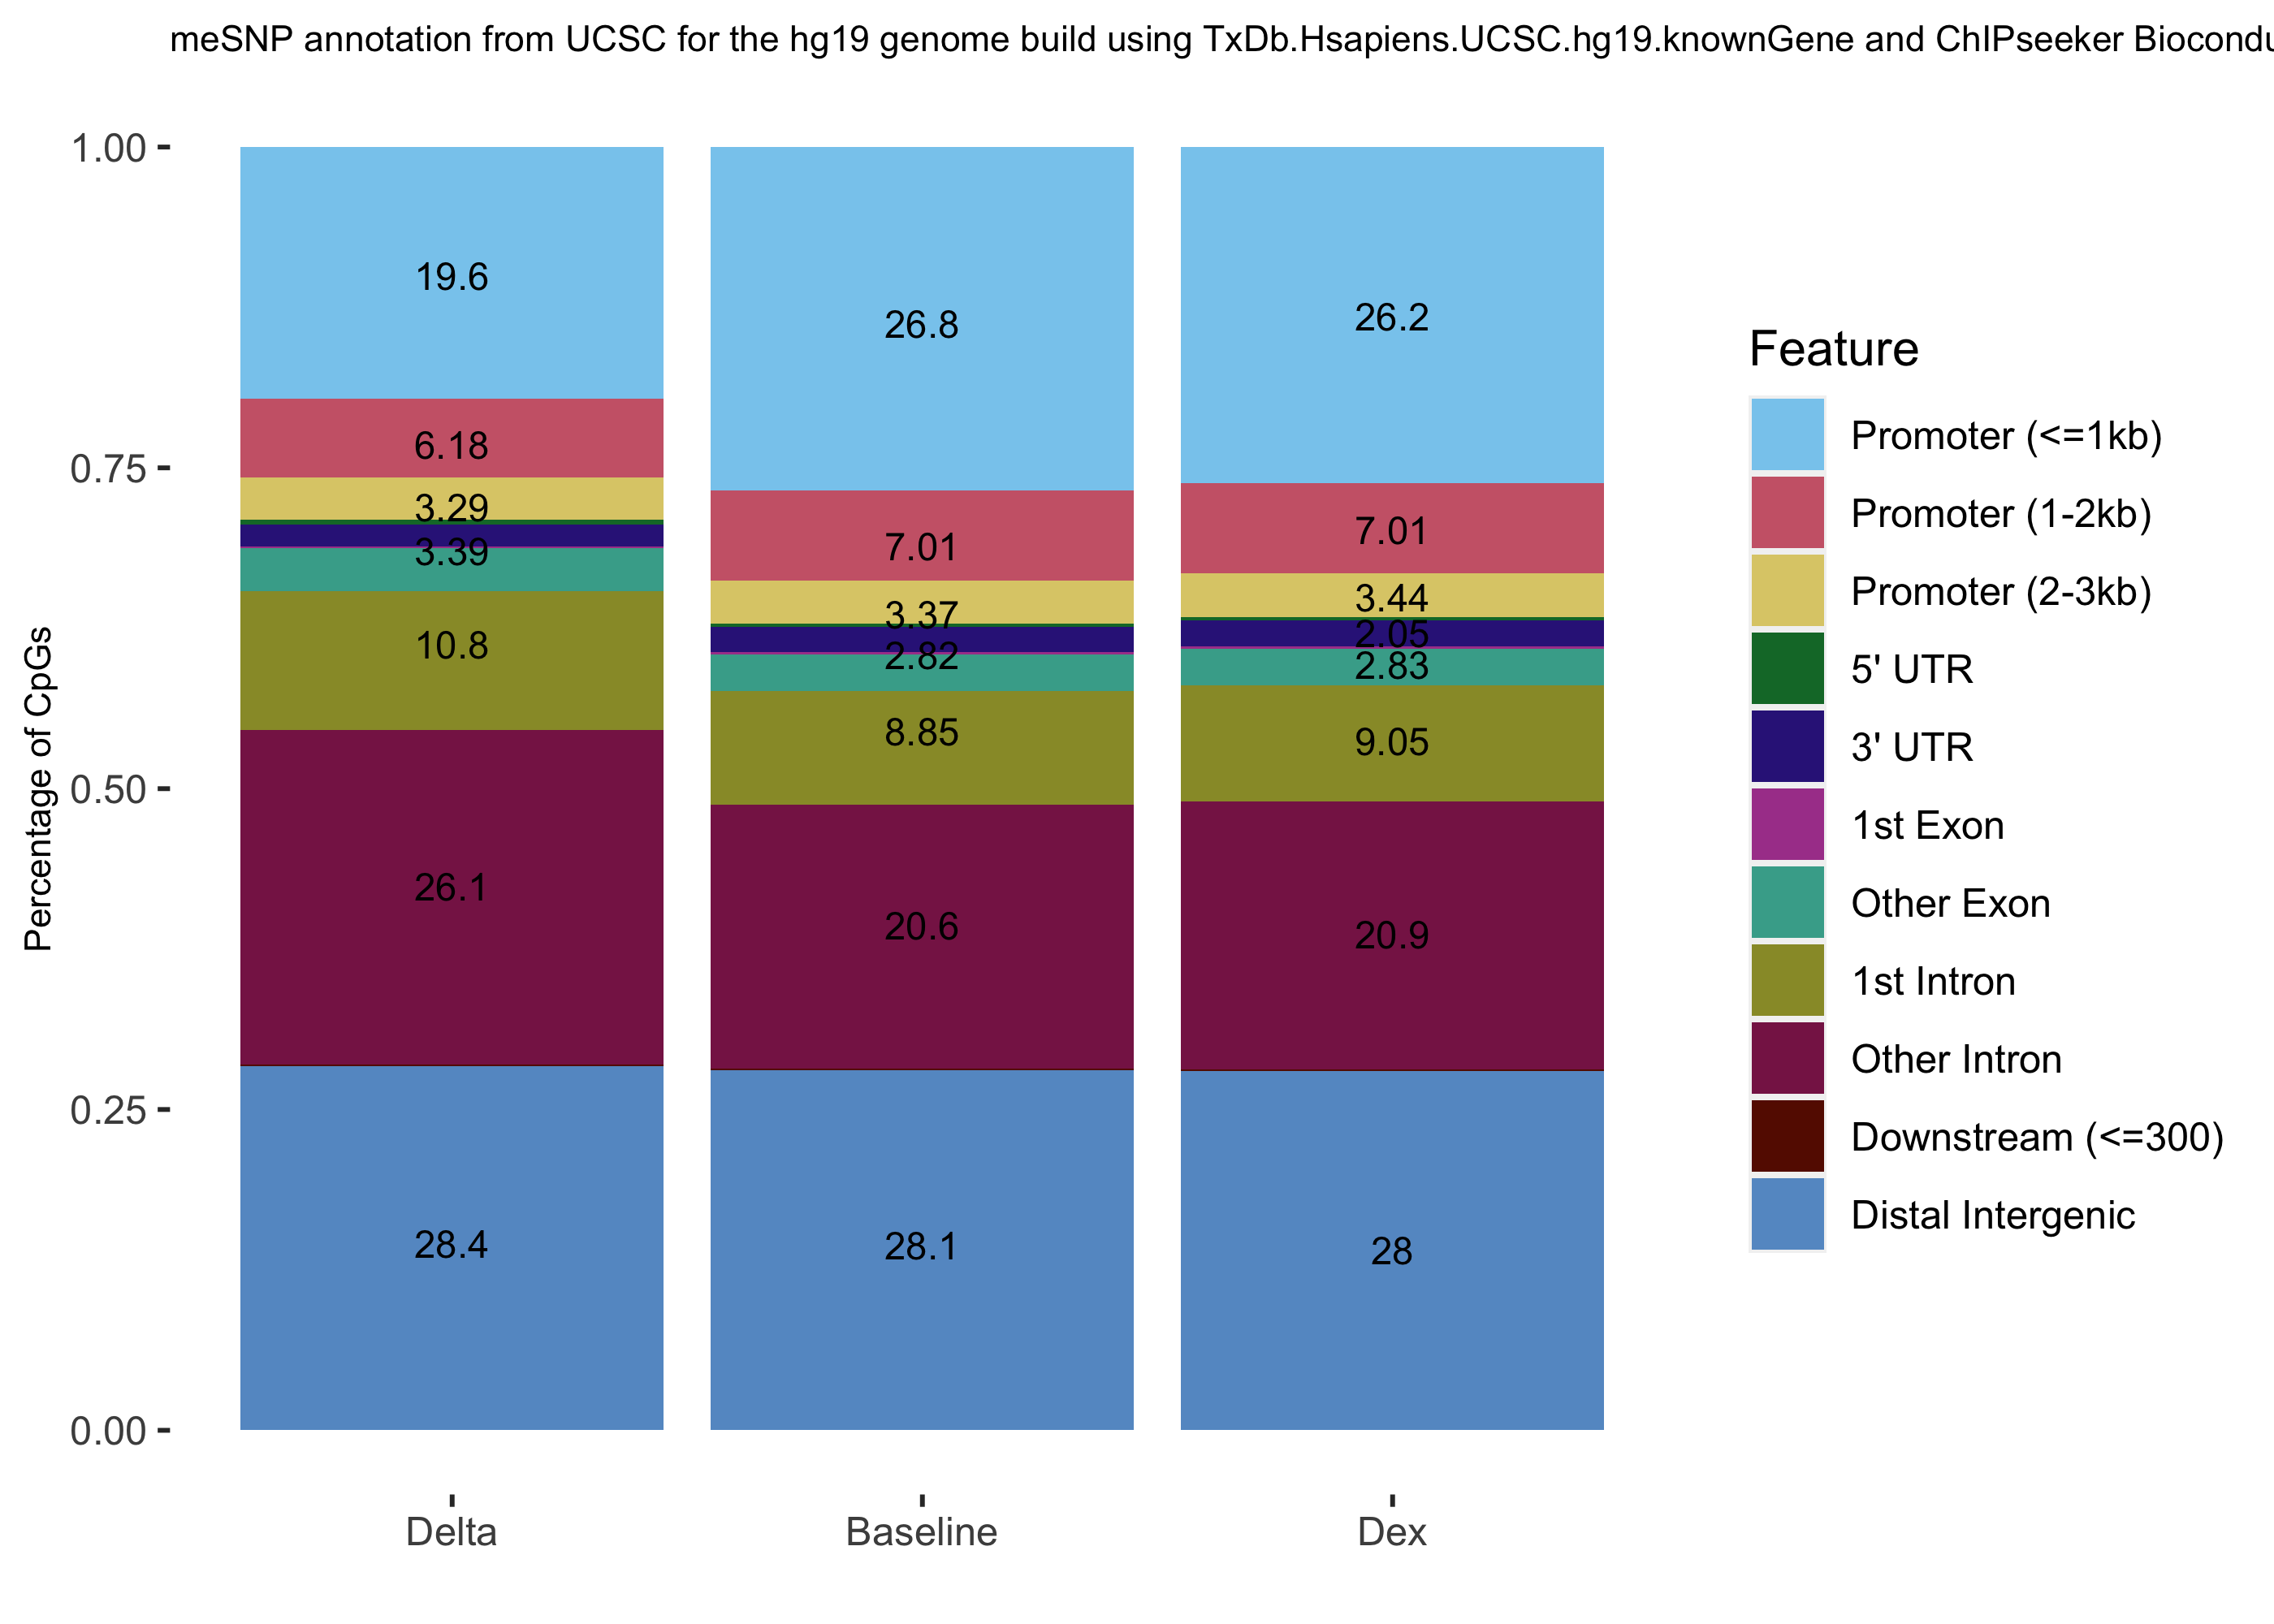 meSNP annotation from UCSC for the hg19 genome build using TxDb.Hsapiens.UCSC.hg19.knownGene and ChIPseeker
Percentage of CpGs
1.00
0.75
0.50
0.25
0.00
19.6
6.18
3.29
3.39
10.8
26.1
28.4
26.8
7.01
3.37
2.82
8.85
20.6
28.1
26.2
7.01
3.44
2.05
2.83
9.05
20.9
28
Delta
Baseline
Dex
Feature
Promoter (<=1kb)
Promoter (1-2kb)
Promoter (2-3kb)
5' UTR
3' UTR
1st Exon
Other Exon
1st Intron
Other Intron
Downstream (<=300)
Distal Intergenic